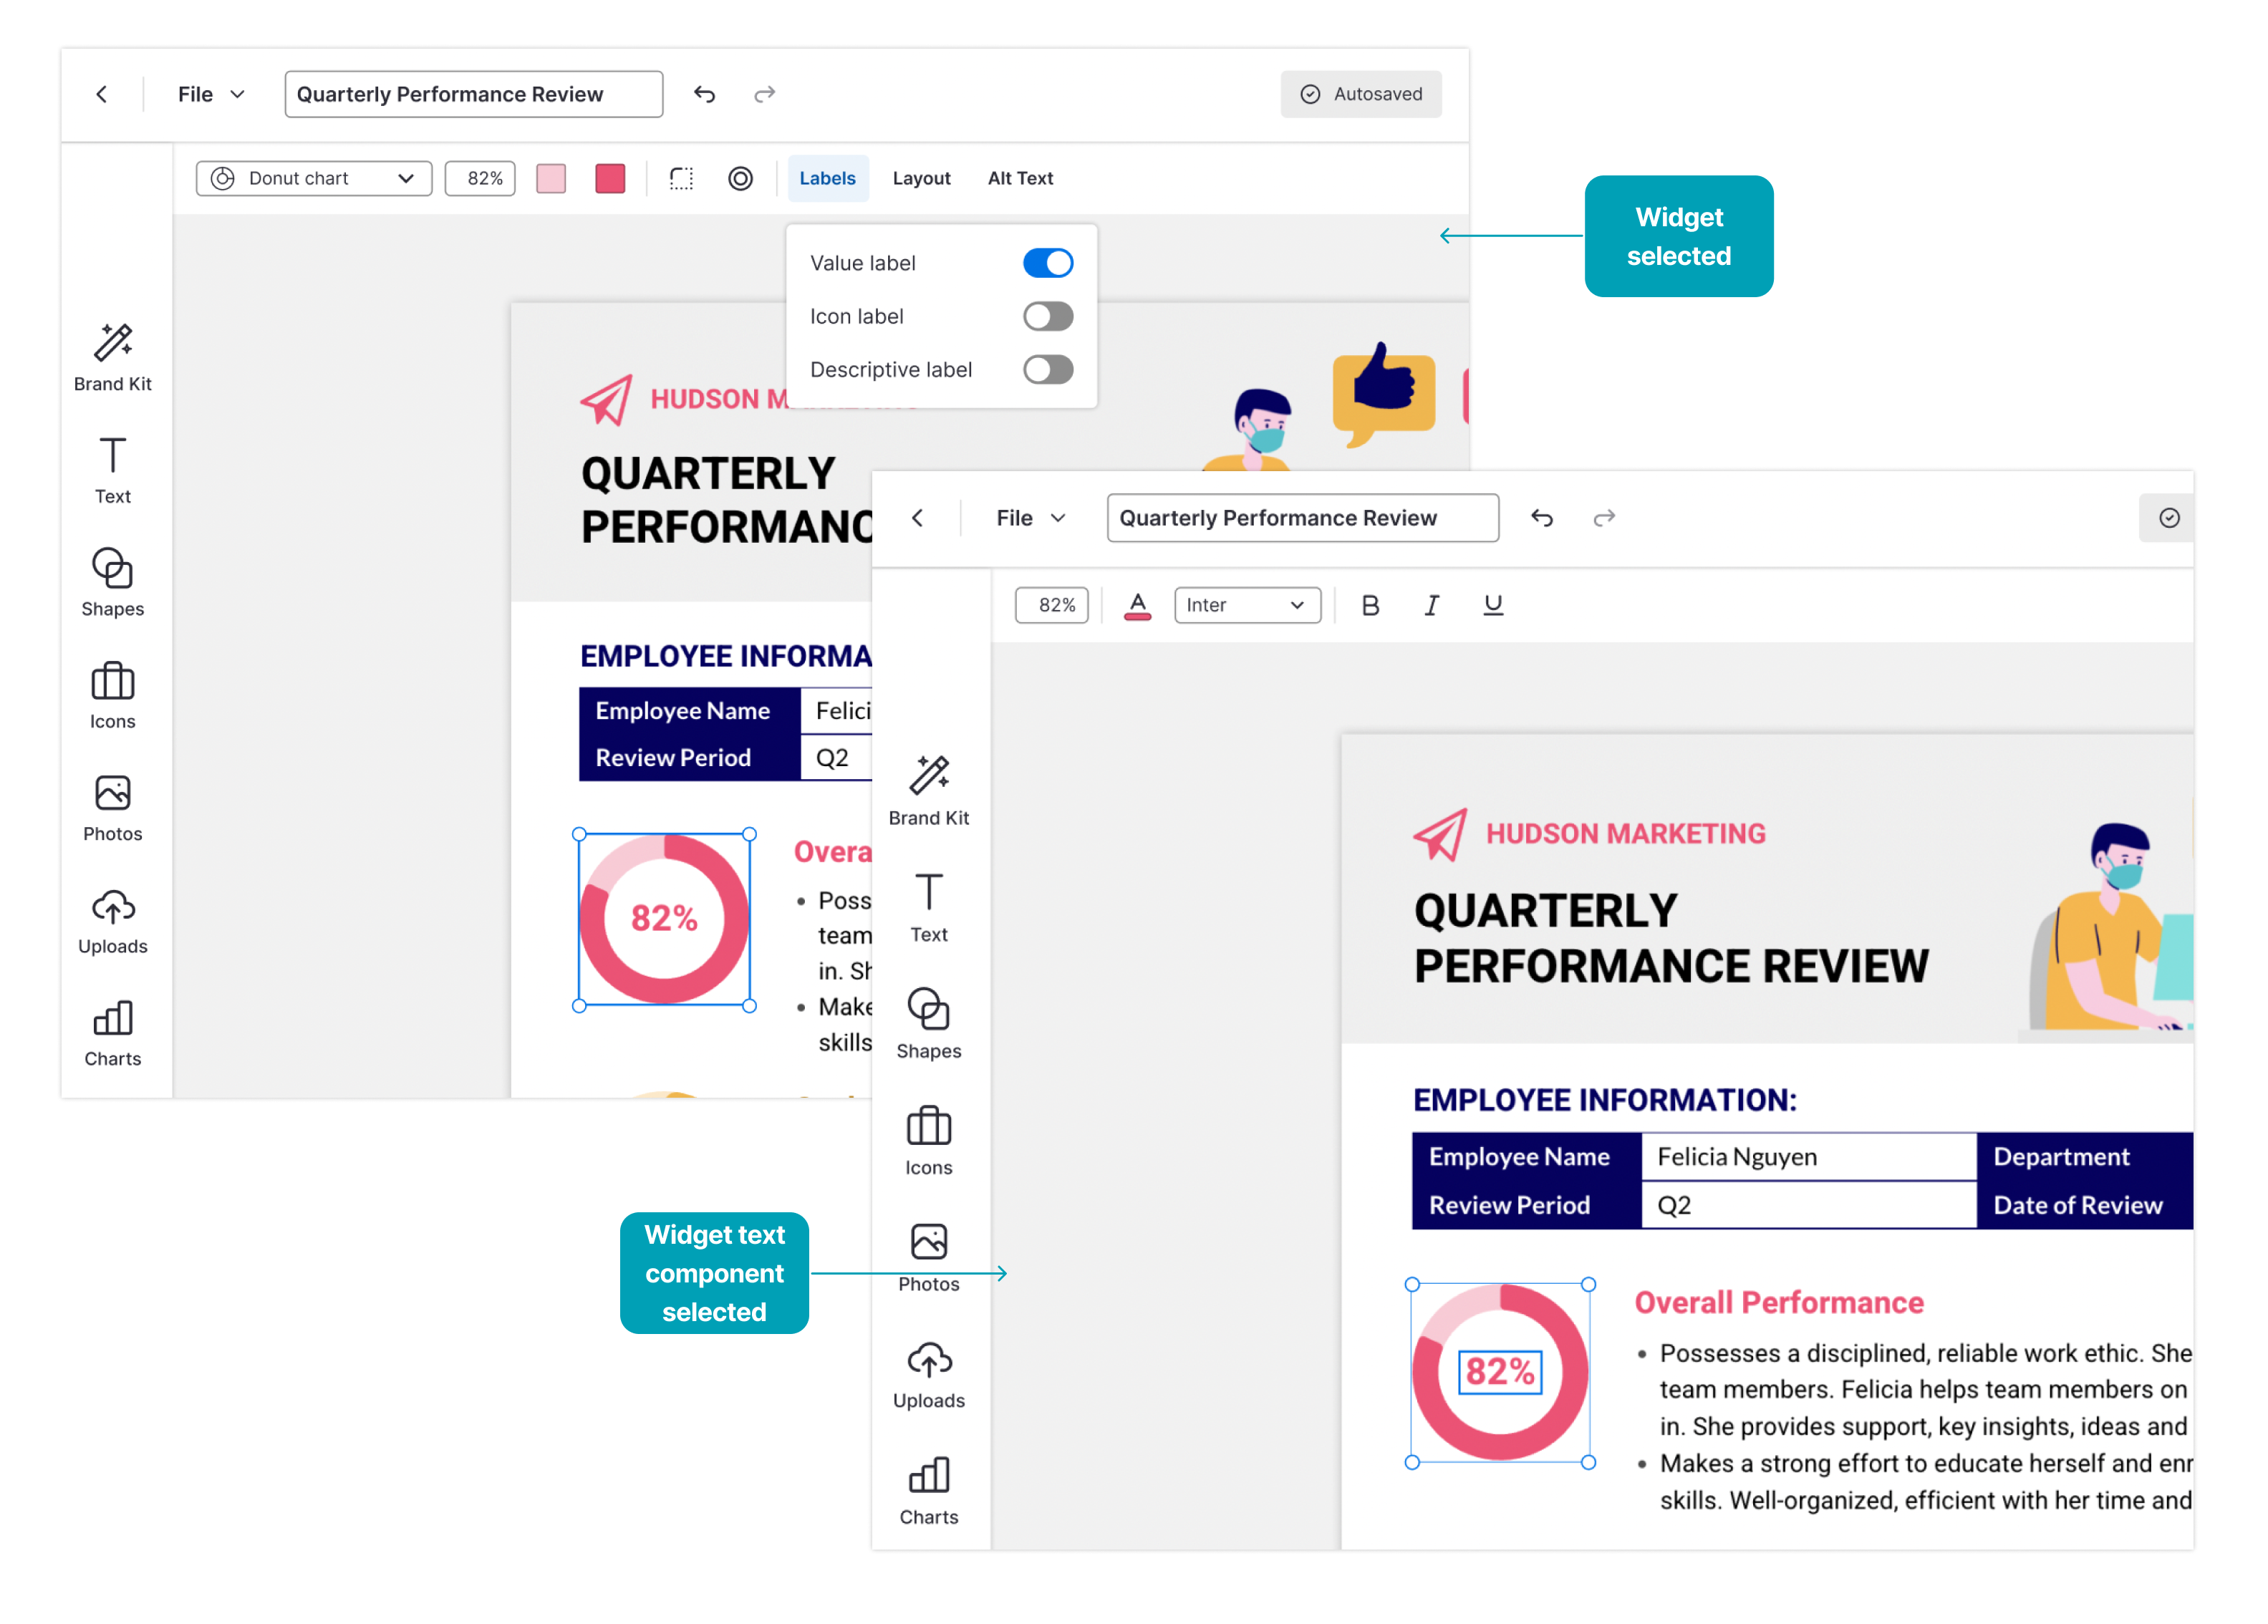 File
Quarterly Performance Review
Autosaved
Donut chart
82%
Labels
Layout
Alt Text
Value label
Icon label
Descriptive label
Brand Kit
Text
Shapes
Icons
Photos
Uploads
Charts
HUDSON
QUARTERLY
PERFORMANC
EMPLOYEE INFORMA
Employee Name
Felici
Review Period
Q2
82%
Overa
Poss
team
in. Sh
Make
skills
Widget
selected
File
Quarterly Performance Review
82%
A
Inter
B
I
U
Brand Kit
Text
Shapes
Icons
Photos
Uploads
Charts
HUDSON MARKETING
QUARTERLY
PERFORMANCE REVIEW
EMPLOYEE INFORMATION:
Employee Name
Felicia Nguyen
Department
Review Period
Q2
Date of Review
82%
Overall Performance
• Possesses a disciplined, reliable work ethic. She
team members. Felicia helps team members on
in. She provides support, key insights, ideas and
• Makes a strong effort to educate herself and enr
skills. Well-organized, efficient with her time and
Widget text
component
selected